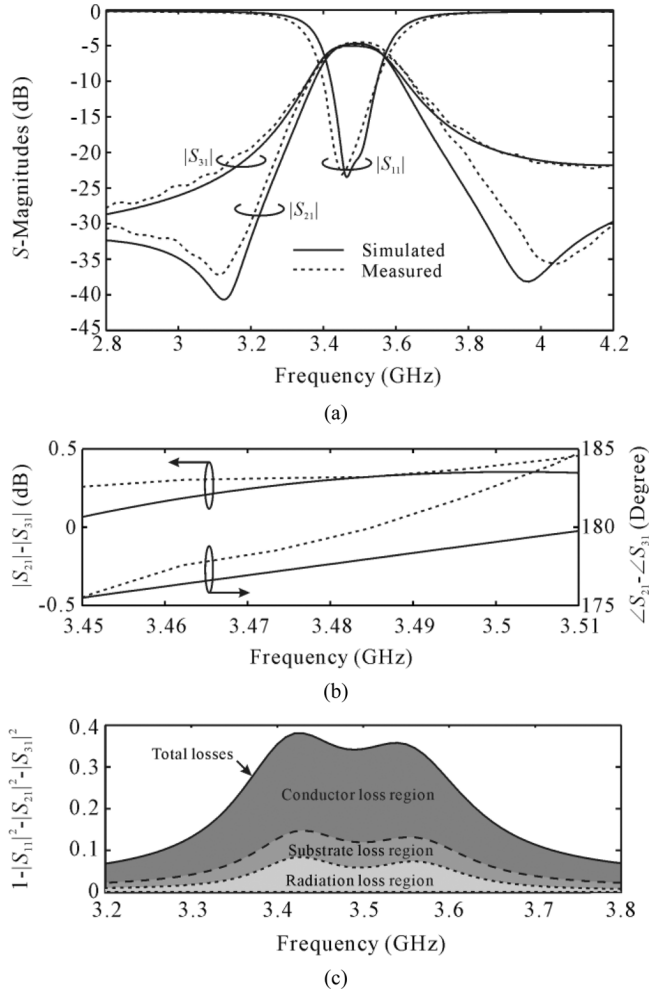 0
-5
-10
-15
-20
-25
-30
-35
-40
-45
S-Magnitudes (dB)
|S31|
|S21|
|S11|
Simulated
Measured
2.8 3 3.2 3.4 3.6 3.8 4 4.2
Frequency (GHz)
(a)
0.5
0
-0.5
|S21|-|S31| (dB)
185
180
175
∠S21-∠S31 (Degree)
3.45 3.46 3.47 3.48 3.49 3.5 3.51
Frequency (GHz)
(b)
0.4
0.3
0.2
0.1
0
1-|S11|²-|S21|²-|S31|²
Total losses
Conductor loss region
Substrate loss region
Radiation loss region
3.2 3.3 3.4 3.5 3.6 3.7 3.8
Frequency (GHz)
(c)